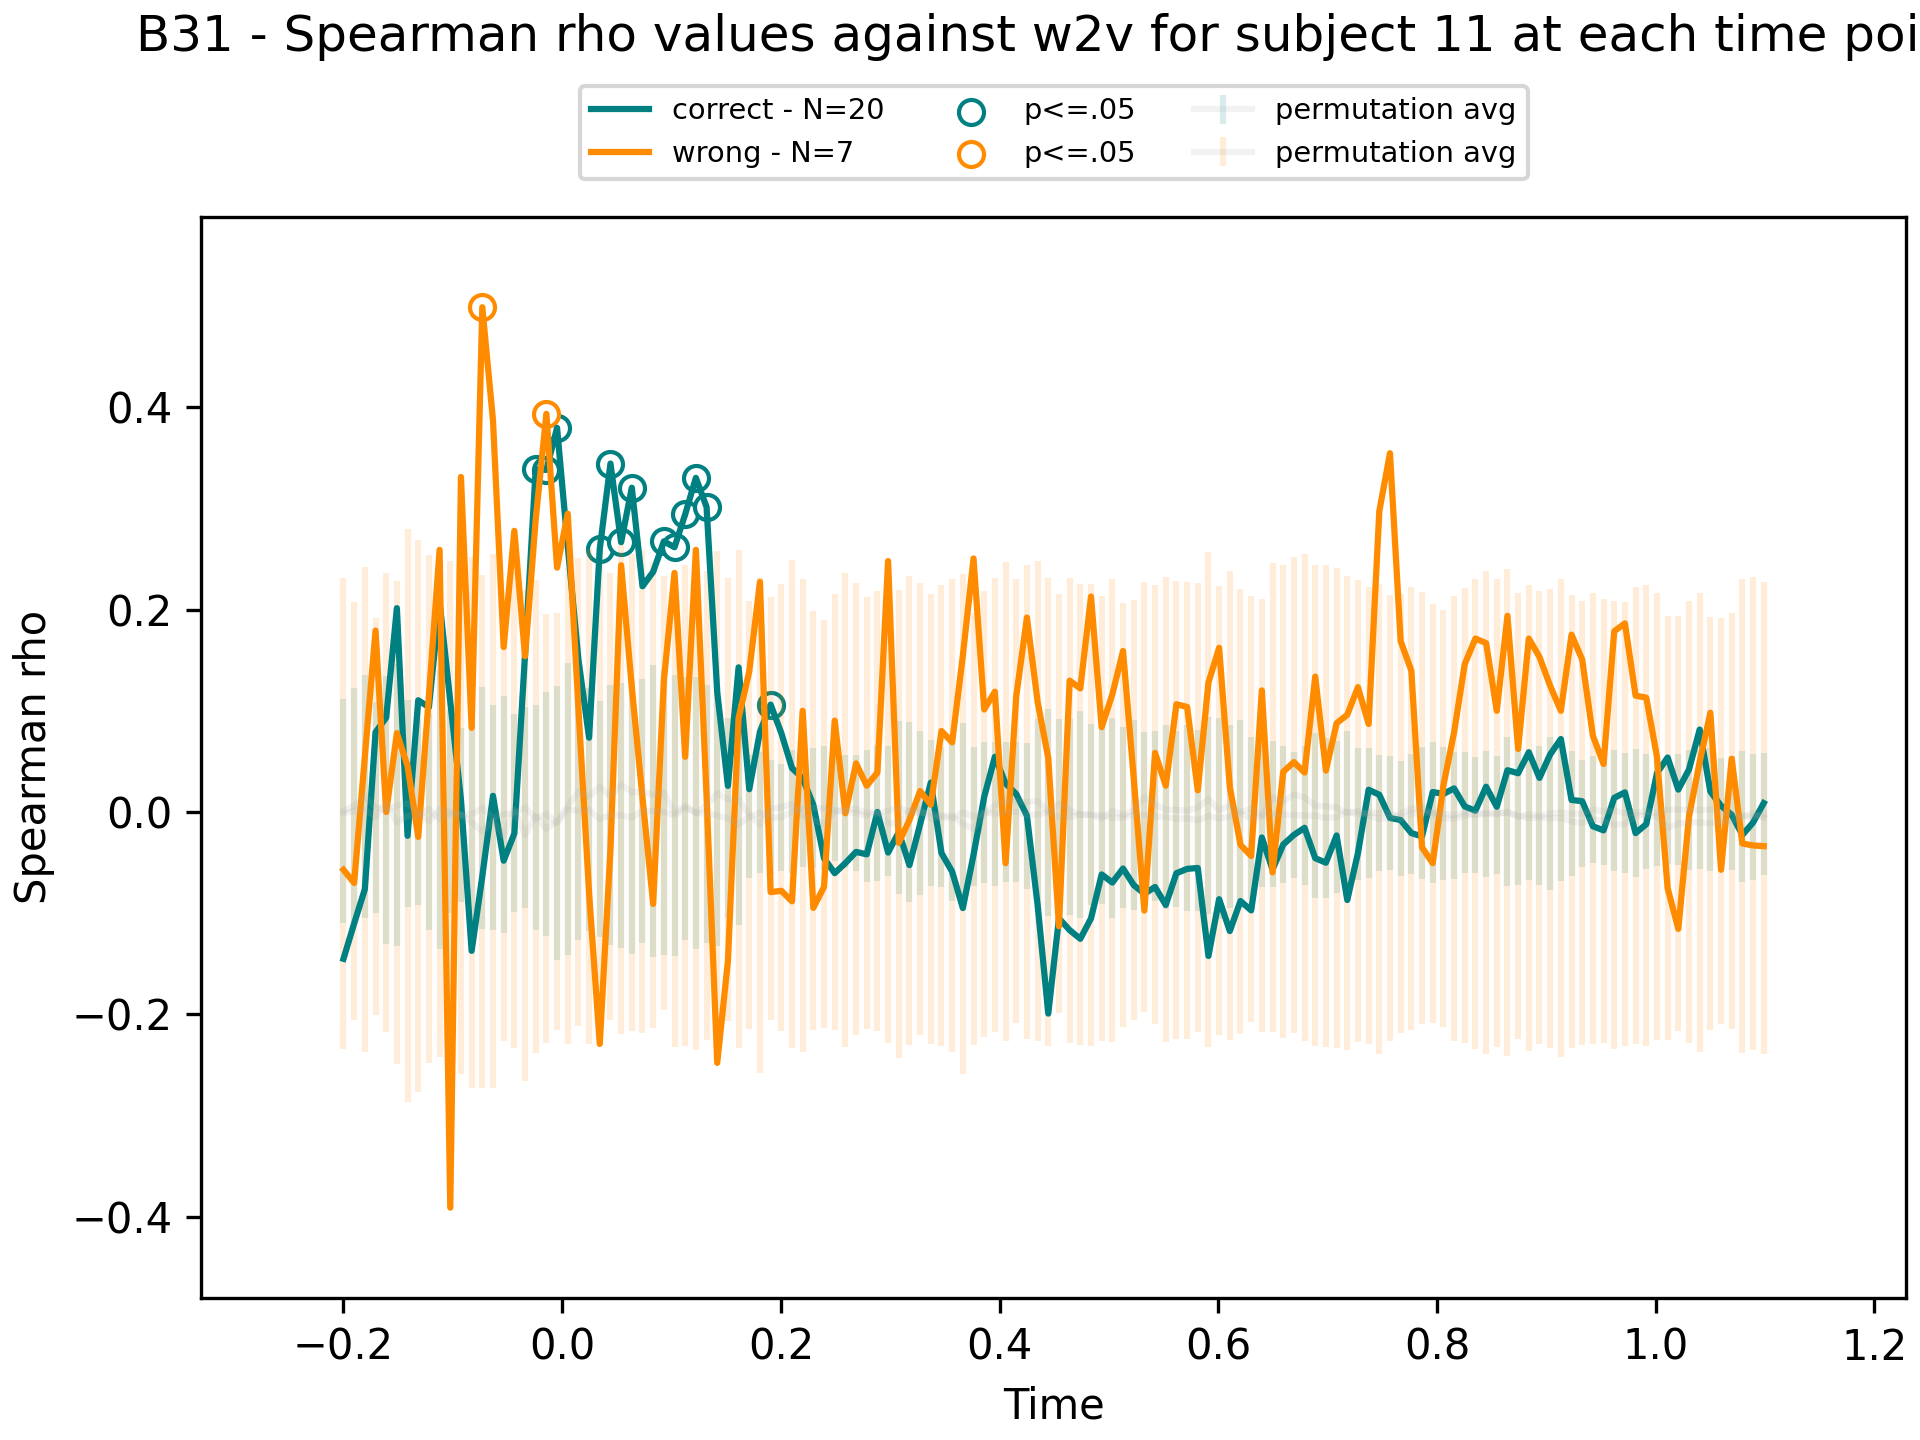 B31 - Spearman rho values against w2v for subject 11 at each time poi
correct - N=20
wrong - N=7
p<=.05
p<=.05
permutation avg
permutation avg
Spearman rho
0.4
0.2
0.0
−0.2
−0.4
−0.2 0.0 0.2 0.4 0.6 0.8 1.0 1.2
Time